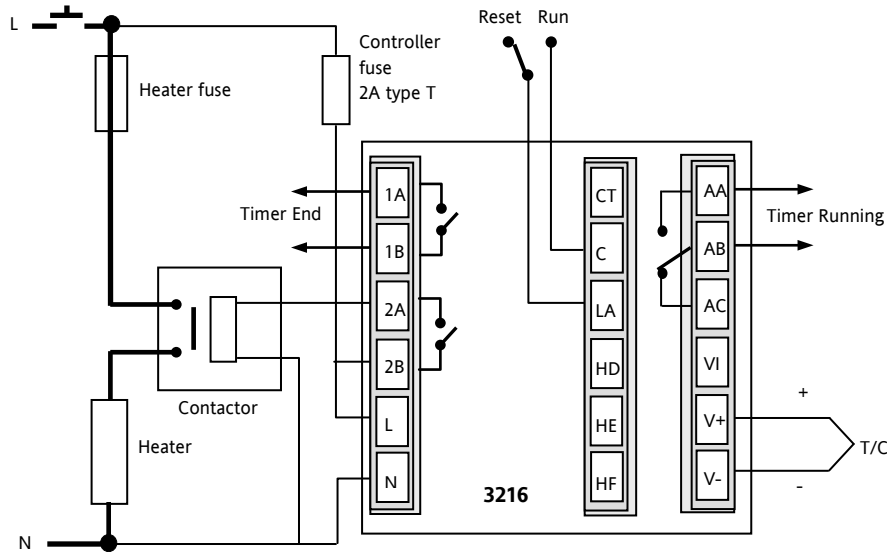 L
Reset Run
Controller
fuse
2A type T
Heater fuse
Timer End
1A
1B
2A
2B
L
N
CT
C
LA
HD
HE
HF
AA
AB
AC
VI
V+
V-
Timer Running
Contactor
Heater
3216
+
-
T/C
N